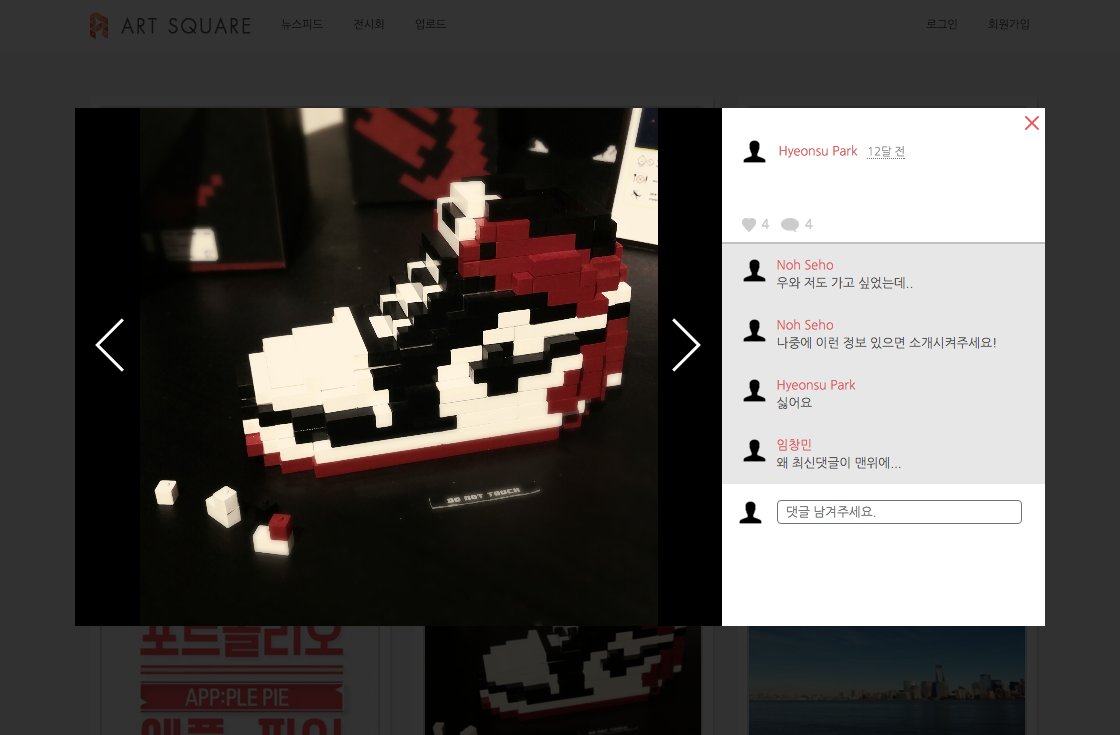 ART SQUARE
뉴스피드
전시회
업로드
로그인
회원가입
Hyeonsu Park 12달 전
4 4
Noh Seho
우와 저도 가고 싶었는데..
Noh Seho
나중에 이런 정보 있으면 소개시켜주세요!
Hyeonsu Park
싫어요
임창민
왜 최신댓글이 맨위에...
댓글 남겨주세요.
DO NOT TOUCH
포트폴리오
APP:PLE PIE